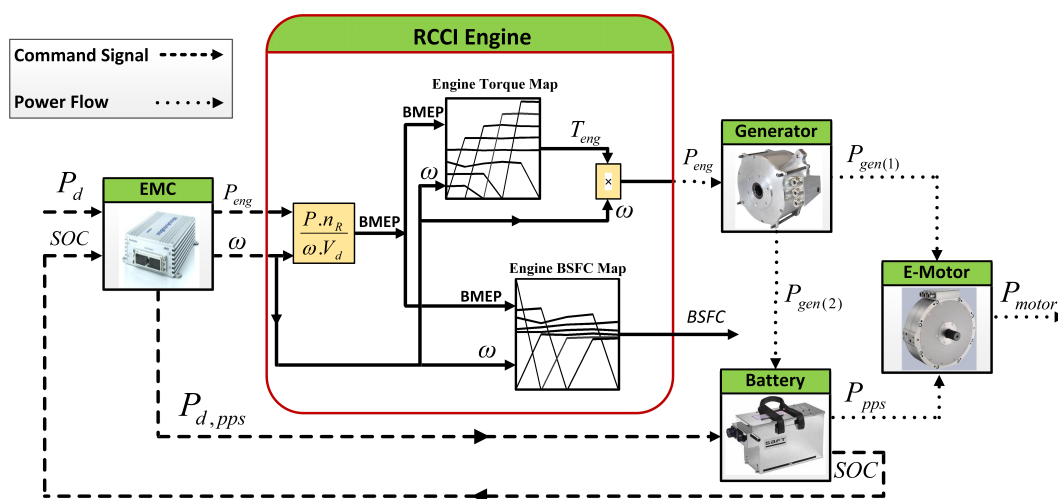 RCCI Engine
Command Signal
Power Flow
Engine Torque Map
BMEP
T_eng
ω
×
ω
P_d
SOC
EMC
P_eng
ω
P.n_R
ω.V_d
BMEP
P_eng
Generator
P_gen(1)
P_gen(2)
Engine BSFC Map
BMEP
ω
BSFC
E-Motor
P_motor
P_d,pps
Battery
SAFT
P_pps
SOC